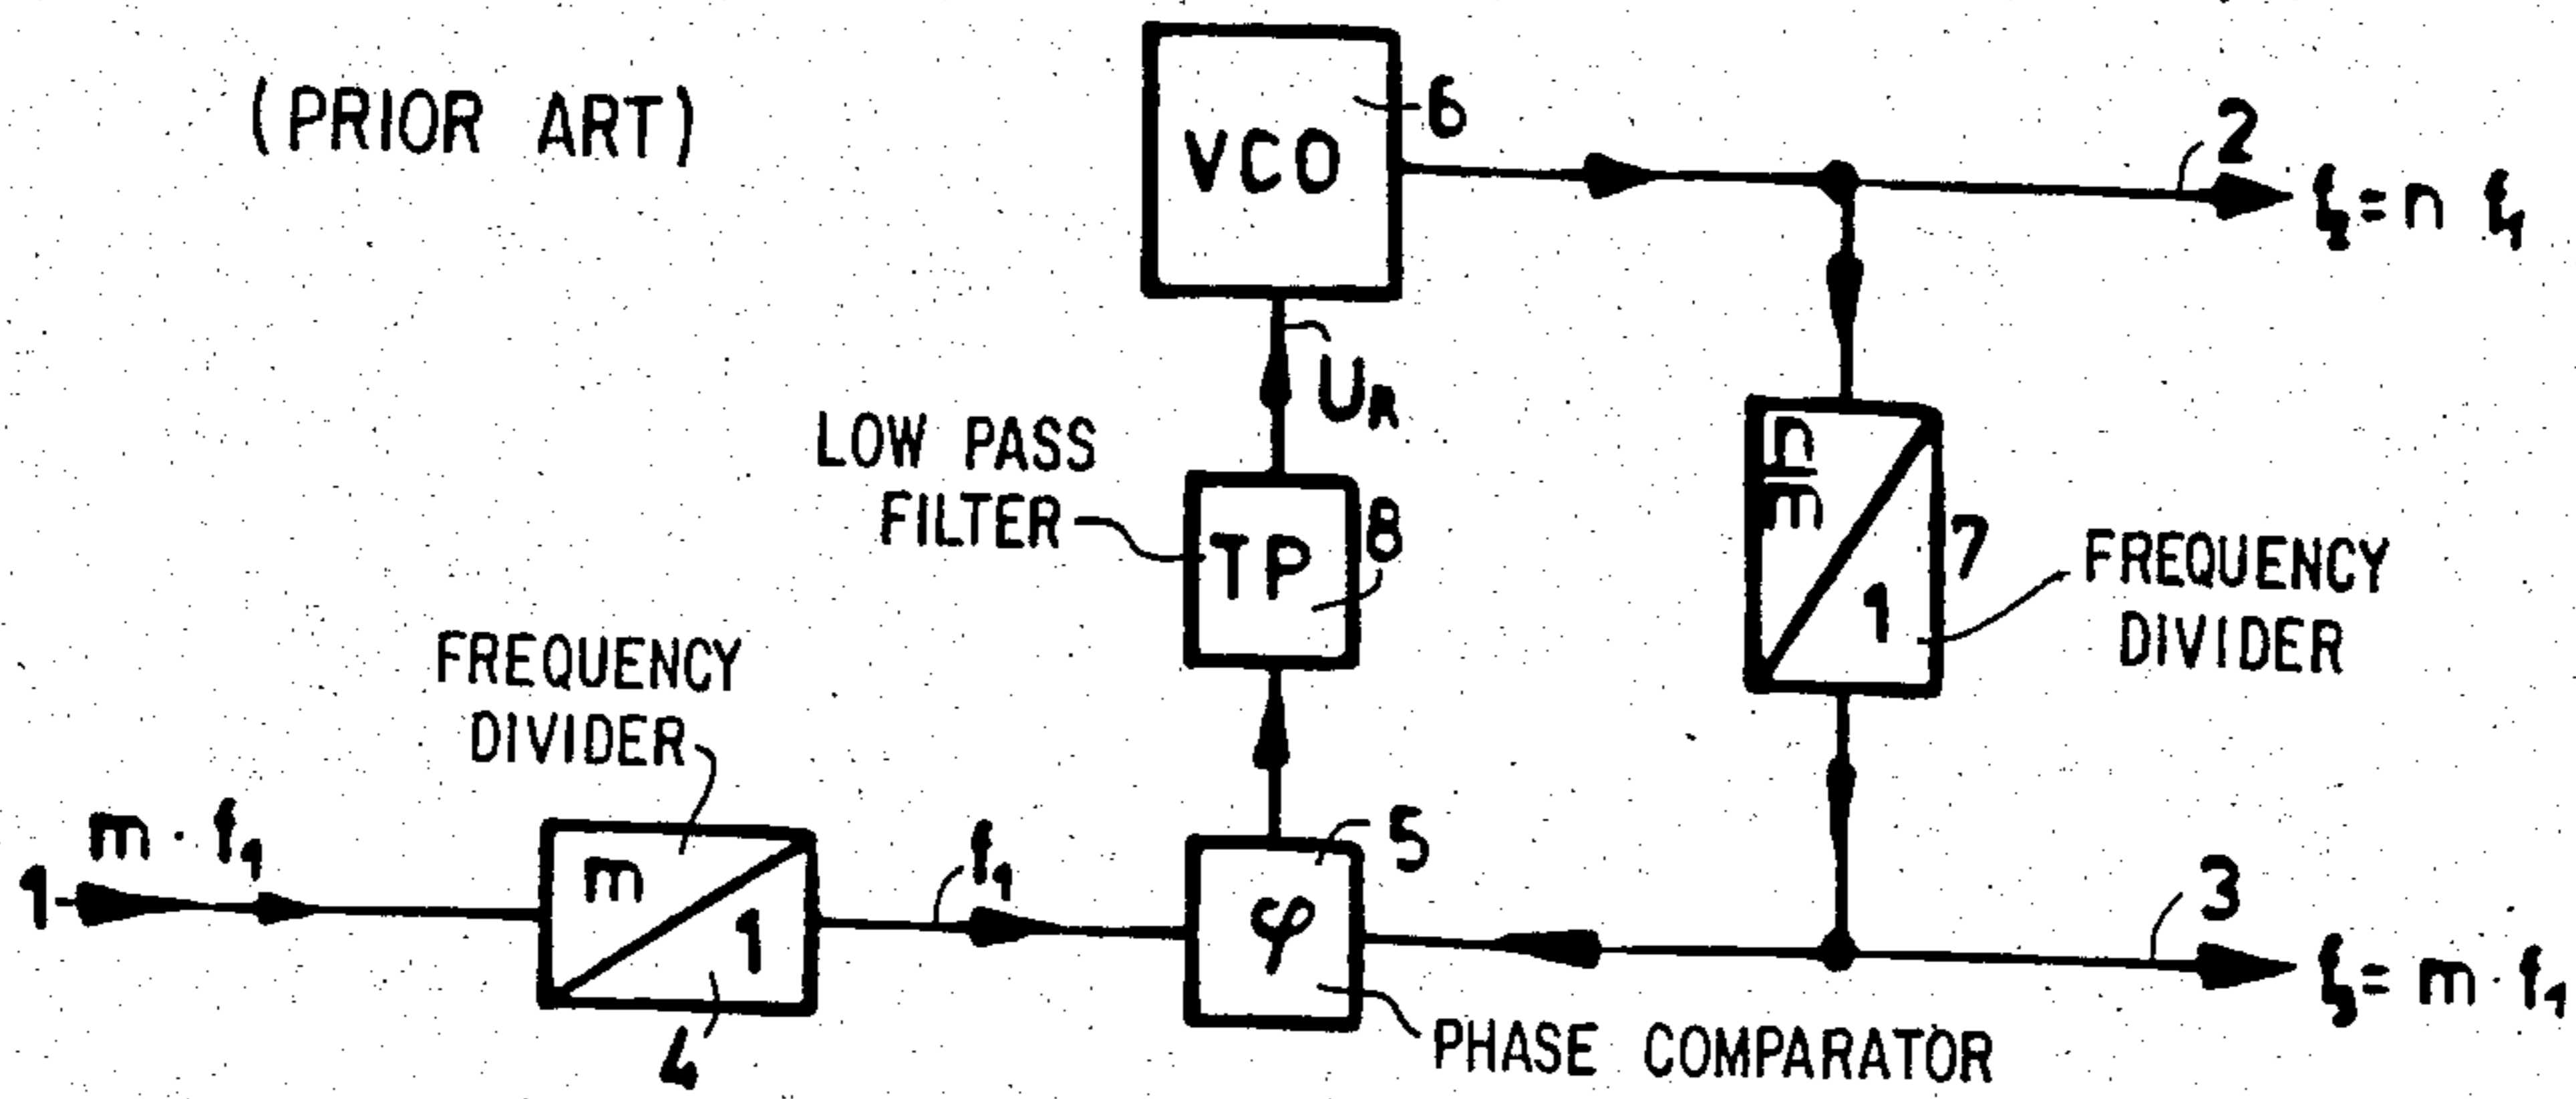 (PRIOR ART)
VCO
6
2
f₂=n f₁
U_R
LOW PASS
FILTER
TP
8
n/m
1
7
FREQUENCY
DIVIDER
FREQUENCY
DIVIDER
1
m · f₁
m
1
4
f₁
φ
5
PHASE COMPARATOR
3
f₃= m · f₁